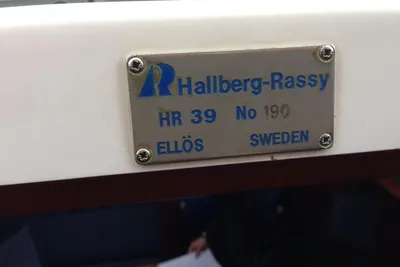 Hallberg-Rassy
HR 39 No 190
ELLÖS SWEDEN